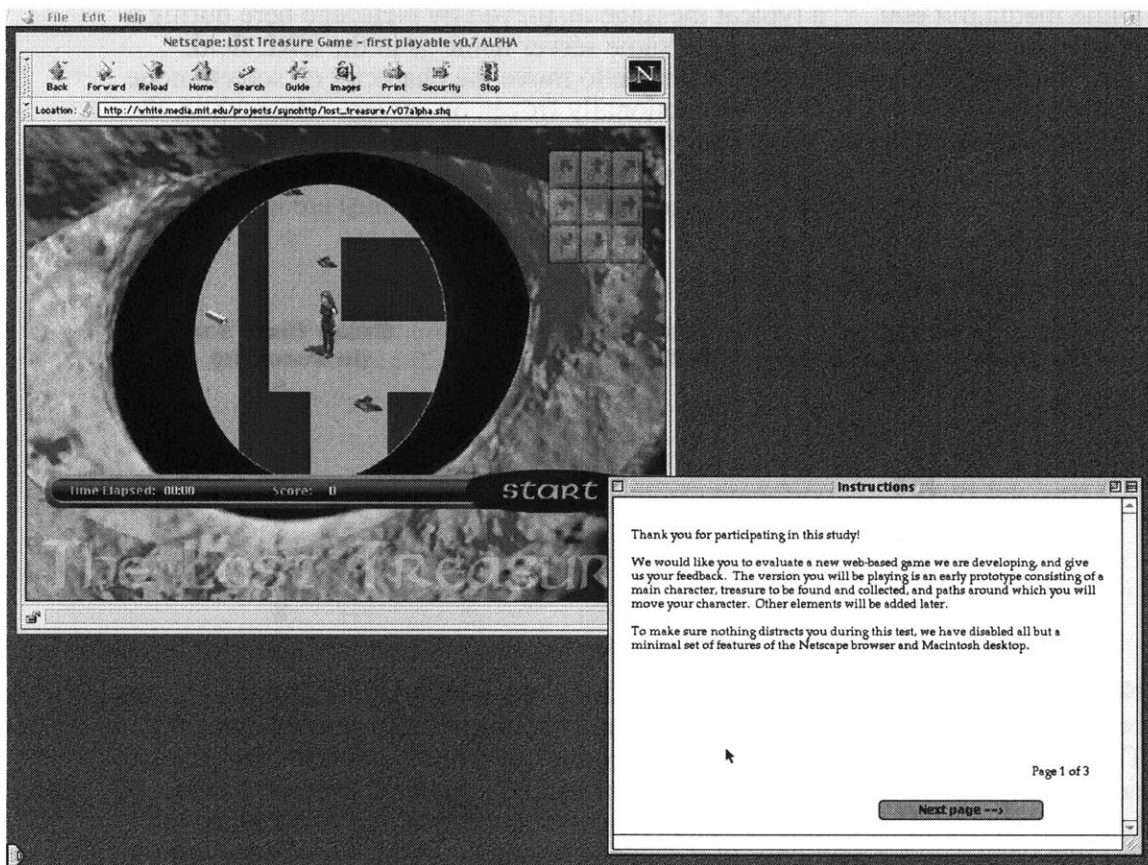 File Edit Help
Netscape: Lost Treasure Game - first playable v0.7 ALPHA
Back Forward Reload Home Search Guide Images Print Security Stop
N
Location: http://white.media.mit.edu/projects/synchttp/lost_treasure/v07alpha.shq
Time Elapsed: 00:00 Score: 0
START
The Lost Treasur
Instructions
Thank you for participating in this study!
We would like you to evaluate a new web-based game we are developing, and give
us your feedback. The version you will be playing is an early prototype consisting of a
main character, treasure to be found and collected, and paths around which you will
move your character. Other elements will be added later.
To make sure nothing distracts you during this test, we have disabled all but a
minimal set of features of the Netscape browser and Macintosh desktop.
Page 1 of 3
Next page -->